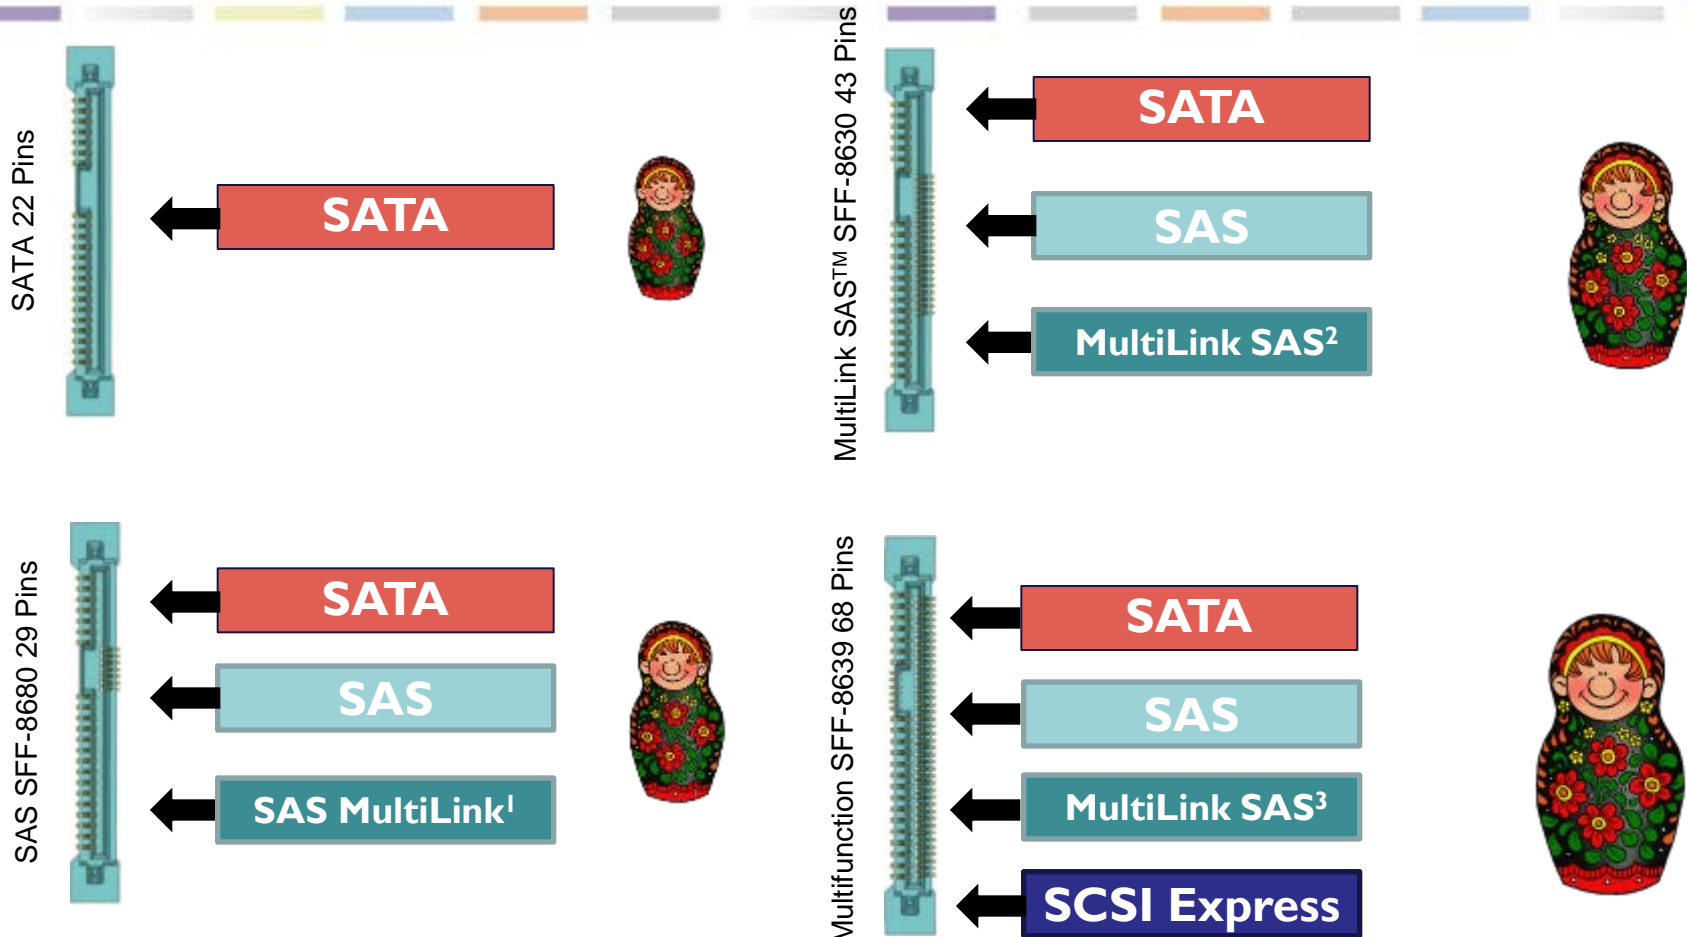 SATA 22 Pins
SATA
MultiLink SAS™ SFF-8630 43 Pins
SATA
SAS
MultiLink SAS²
SAS SFF-8680 29 Pins
SATA
SAS
SAS MultiLink¹
Multifunction SFF-8639 68 Pins
SATA
SAS
MultiLink SAS³
SCSI Express